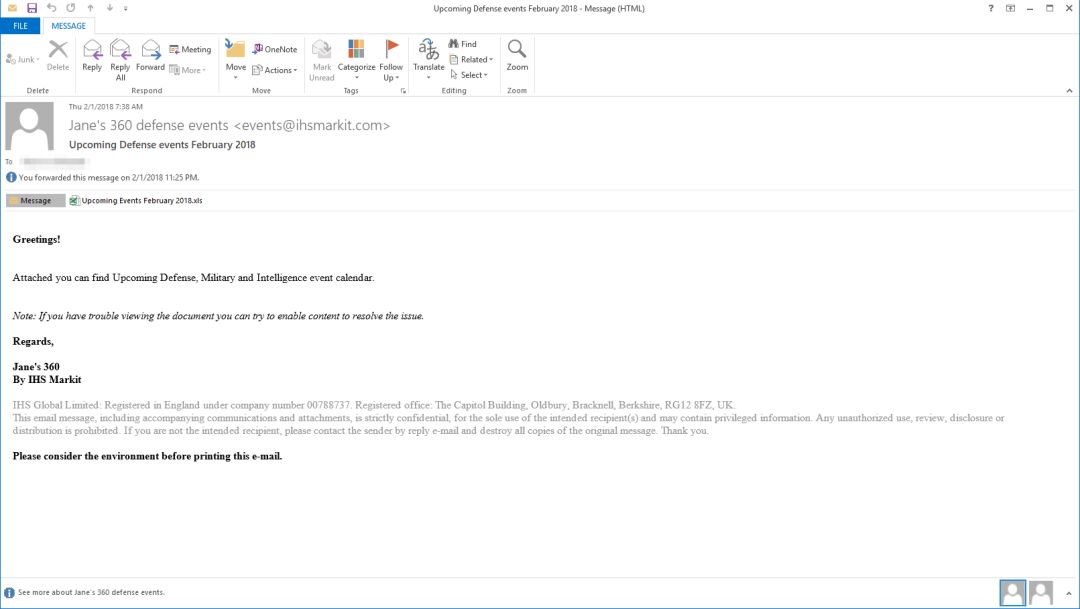 Upcoming Defense events February 2018 - Message (HTML)
FILE MESSAGE
Junk
Delete
Reply
Reply All
Forward
Meeting
More
Move
OneNote
Actions
Mark Unread
Categorize
Follow Up
Translate
Find
Related
Select
Zoom
Delete Respond Move Tags Editing Zoom
Thu 2/1/2018 7:38 AM
Jane's 360 defense events <events@ihsmarkit.com>
Upcoming Defense events February 2018
To
You forwarded this message on 2/1/2018 11:25 PM.
Message Upcoming Events February 2018.xls
Greetings!
Attached you can find Upcoming Defense, Military and Intelligence event calendar.
Note: If you have trouble viewing the document you can try to enable content to resolve the issue.
Regards,
Jane's 360
By IHS Markit
IHS Global Limited: Registered in England under company number 00788737. Registered office: The Capitol Building, Oldbury, Bracknell, Berkshire, RG12 8FZ, UK.
This email message, including accompanying communications and attachments, is strictly confidential, for the sole use of the intended recipient(s) and may contain privileged information. Any unauthorized use, review, disclosure or
distribution is prohibited. If you are not the intended recipient, please contact the sender by reply e-mail and destroy all copies of the original message. Thank you.
Please consider the environment before printing this e-mail.
See more about Jane's 360 defense events.